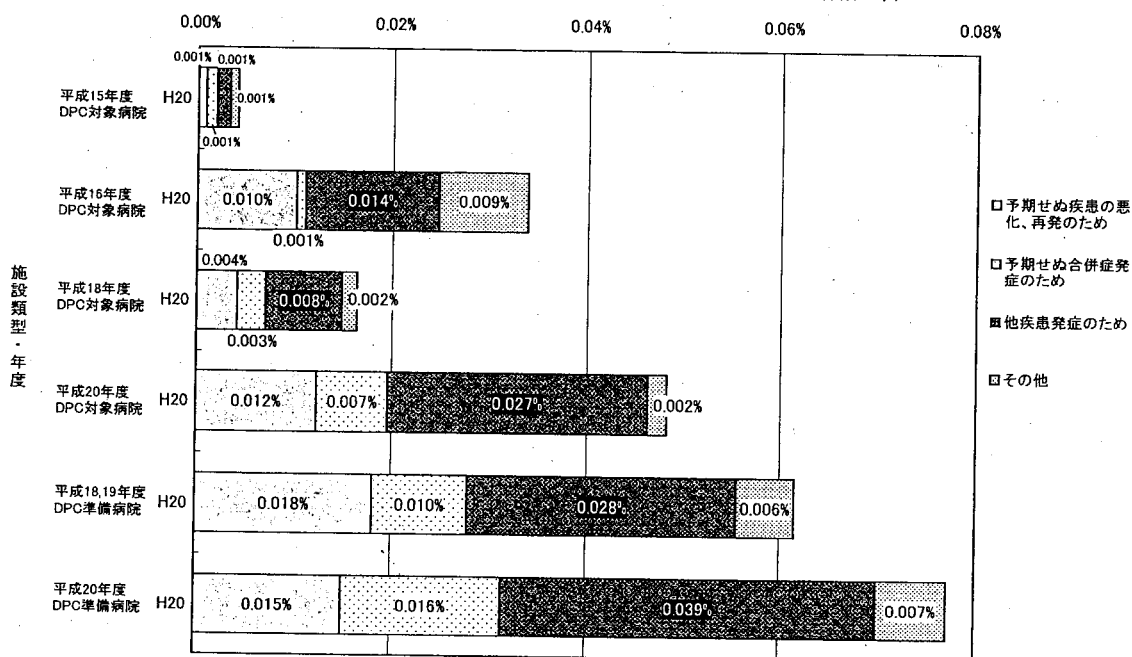 0.00%
0.02%
0.04%
0.06%
0.08%
施設類型・年度
平成15年度
DPC対象病院
H20
0.001%
0.001%
0.001%
0.001%
平成16年度
DPC対象病院
H20
0.010%
0.001%
0.014%
0.009%
平成18年度
DPC対象病院
H20
0.004%
0.003%
0.008%
0.002%
平成20年度
DPC対象病院
H20
0.012%
0.007%
0.027%
0.002%
平成18,19年度
DPC準備病院
H20
0.018%
0.010%
0.028%
0.006%
平成20年度
DPC準備病院
H20
0.015%
0.016%
0.039%
0.007%
予期せぬ疾患の悪
化、再発のため
予期せぬ合併症発
症のため
他疾患発症のため
その他